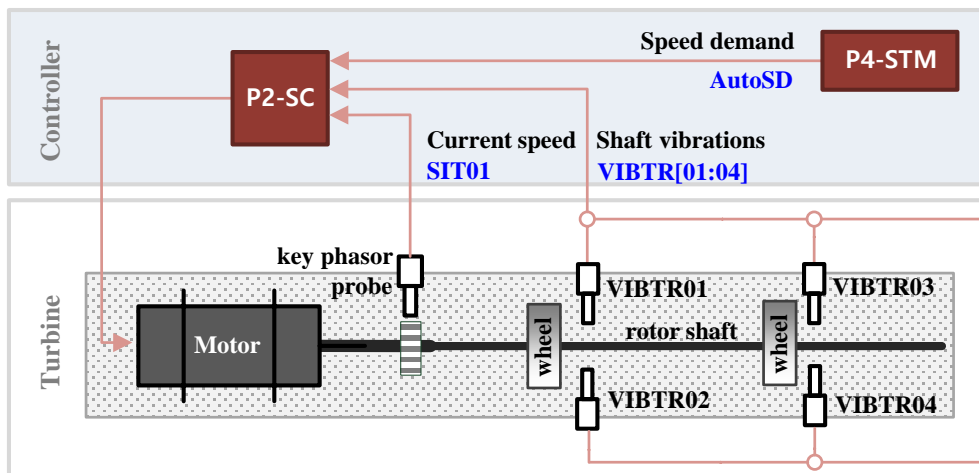 Controller
Speed demand
P4-STM
P2-SC
AutoSD
Current speed
Shaft vibrations
SIT01
VIBTR[01:04]
Turbine
key phasor
probe
VIBTR01
VIBTR03
Motor
wheel
rotor shaft
wheel
VIBTR02
VIBTR04